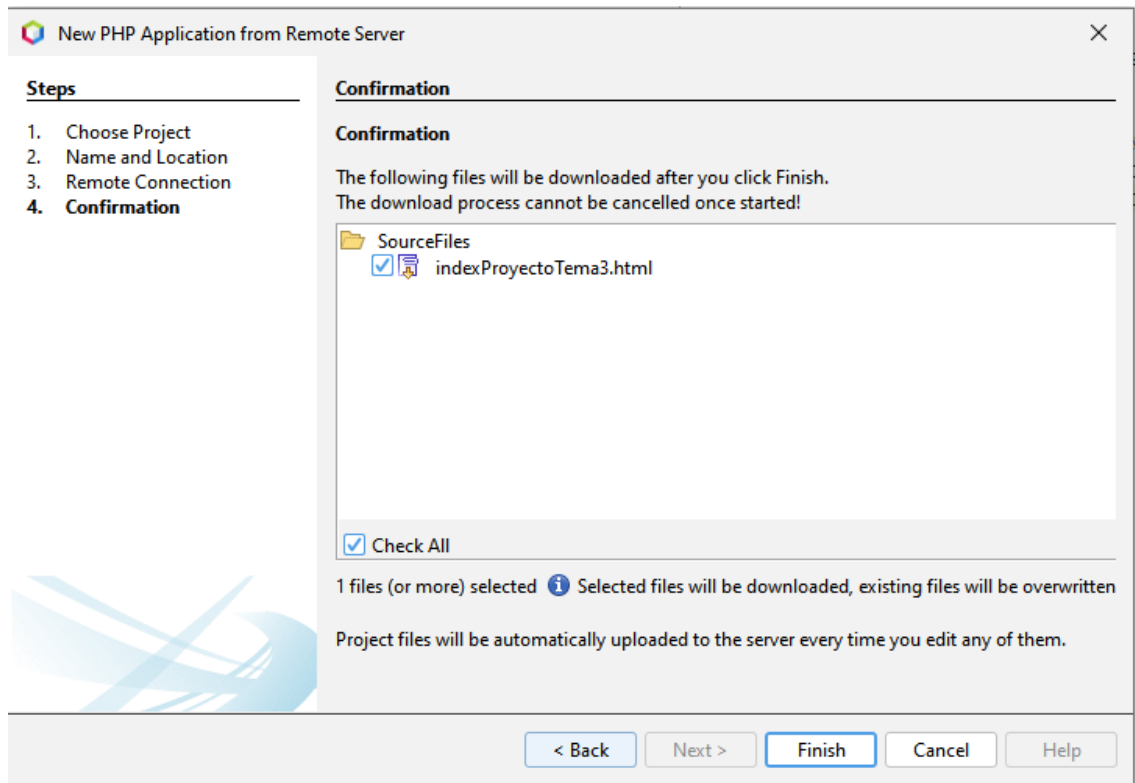 New PHP Application from Remote Server
Steps
1. Choose Project
2. Name and Location
3. Remote Connection
4. Confirmation
Confirmation
Confirmation
The following files will be downloaded after you click Finish.
The download process cannot be cancelled once started!
SourceFiles
indexProyectoTema3.html
Check All
1 files (or more) selected Selected files will be downloaded, existing files will be overwritten
Project files will be automatically uploaded to the server every time you edit any of them.
< Back Next > Finish Cancel Help